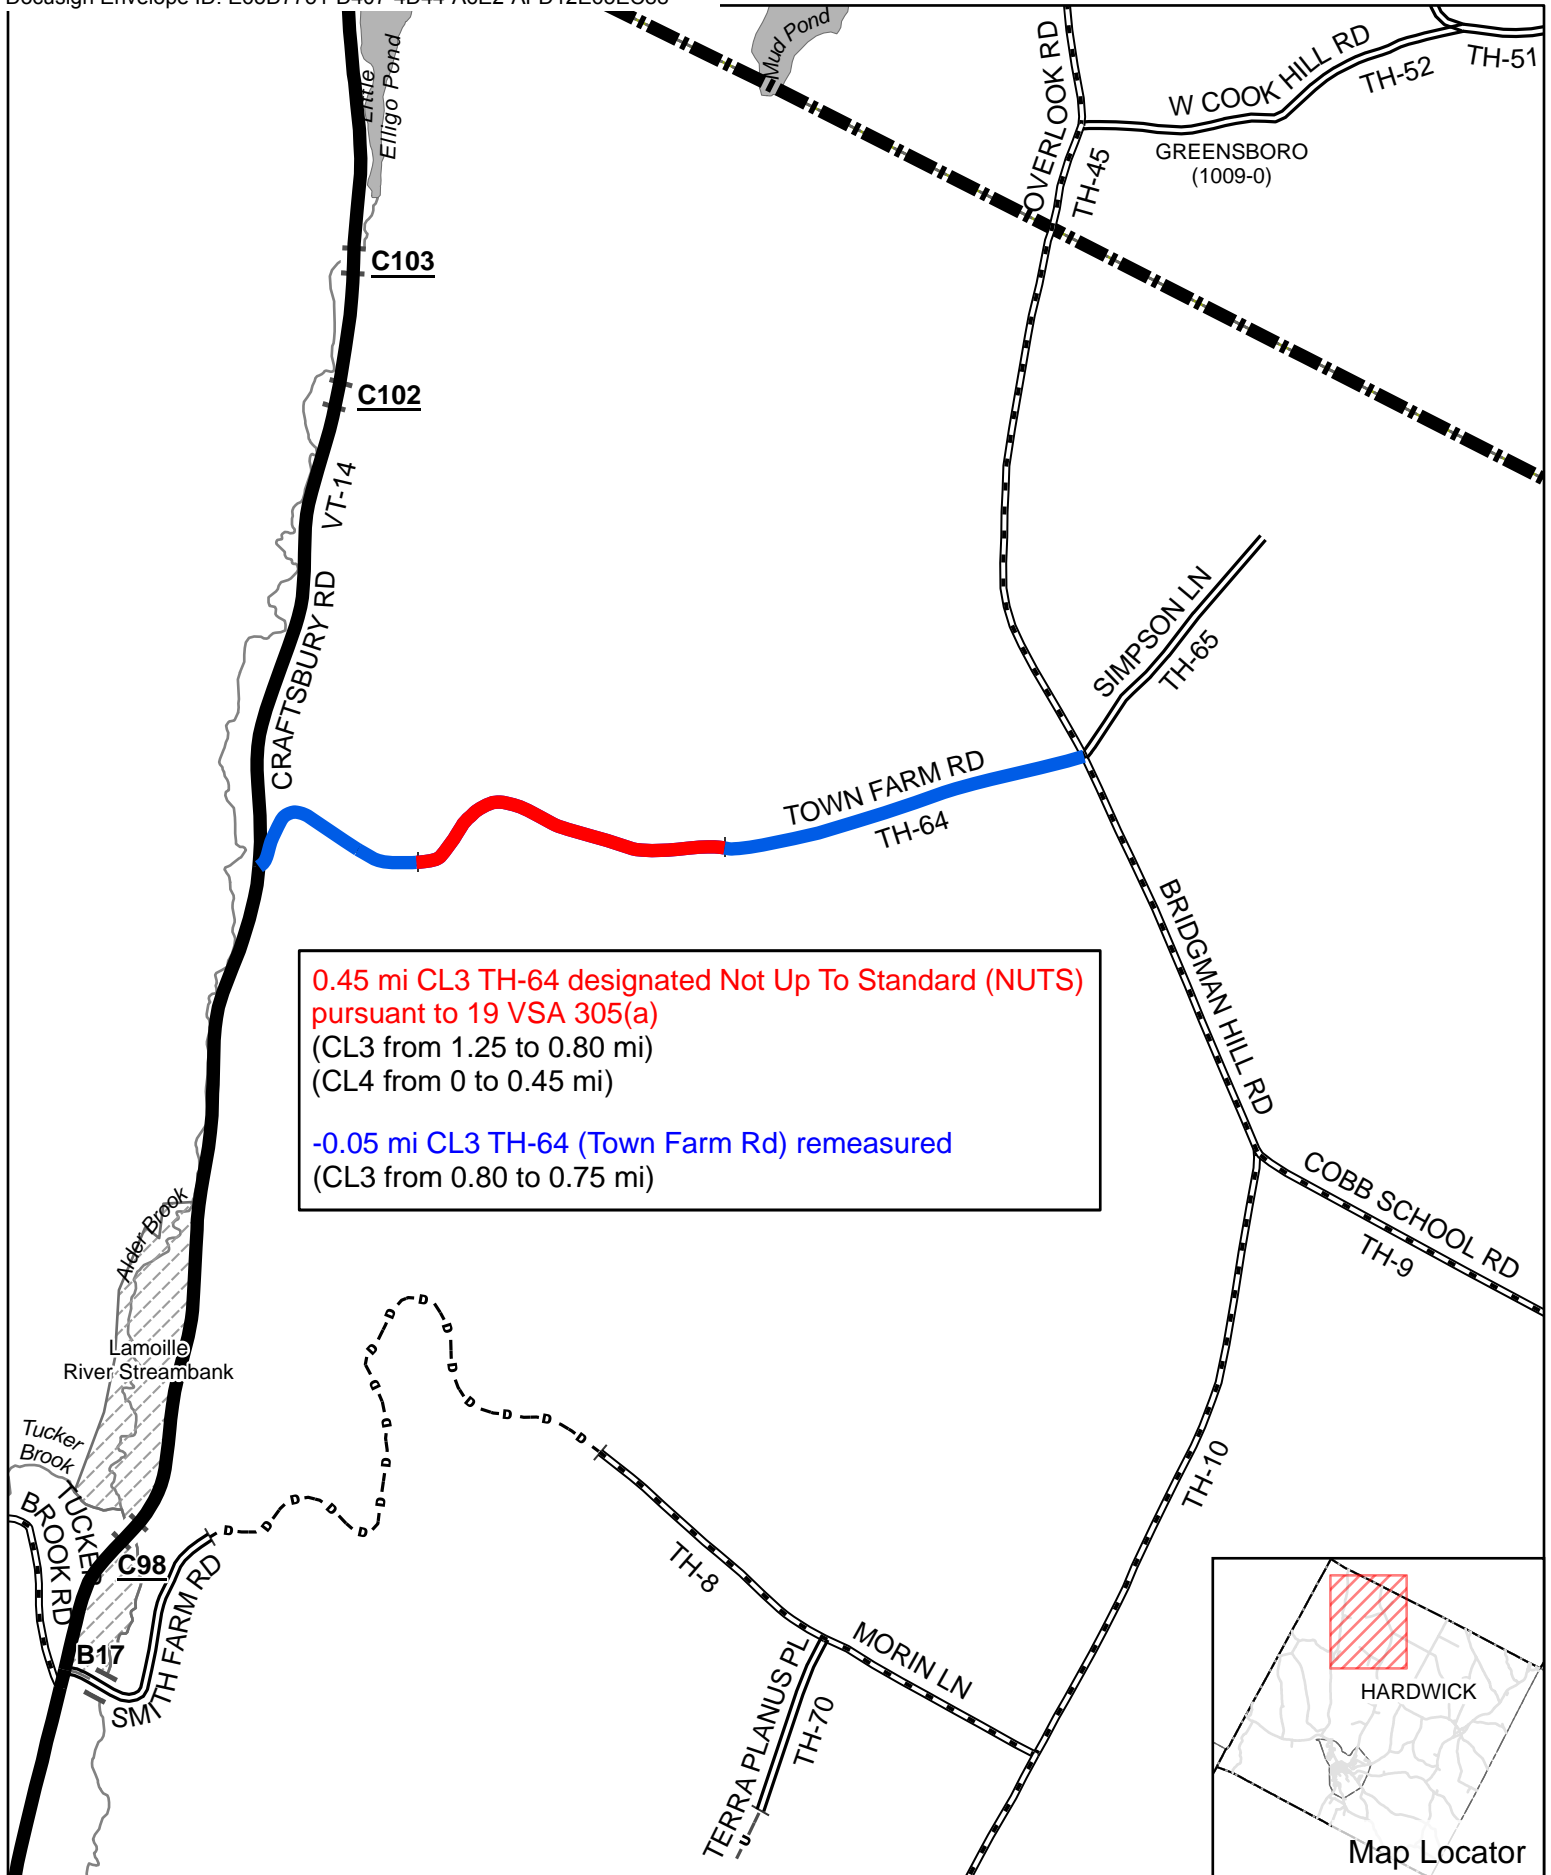 Little
Elligo Pond
Mud Pond
OVERLOOK RD
TH-45
W COOK HILL RD
TH-52
TH-51
GREENSBORO
(1009-0)
C103
C102
VT-14
CRAFTSBURY RD
SIMPSON LN
TH-65
TOWN FARM RD
TH-64
BRIDGMAN HILL RD
0.45 mi CL3 TH-64 designated Not Up To Standard (NUTS)
pursuant to 19 VSA 305(a)
(CL3 from 1.25 to 0.80 mi)
(CL4 from 0 to 0.45 mi)
-0.05 mi CL3 TH-64 (Town Farm Rd) remeasured
(CL3 from 0.80 to 0.75 mi)
COBB SCHOOL RD
TH-9
Alder Brook
Lamoille
River Streambank
Tucker
Brook
TUCKER
BROOK RD
C98
B17
SMITH FARM RD
D D D D D D D D D D D D D D D D D D
TH-8
TH-10
MORIN LN
TERRA PLANUS PL
TH-70
U
HARDWICK
Map Locator